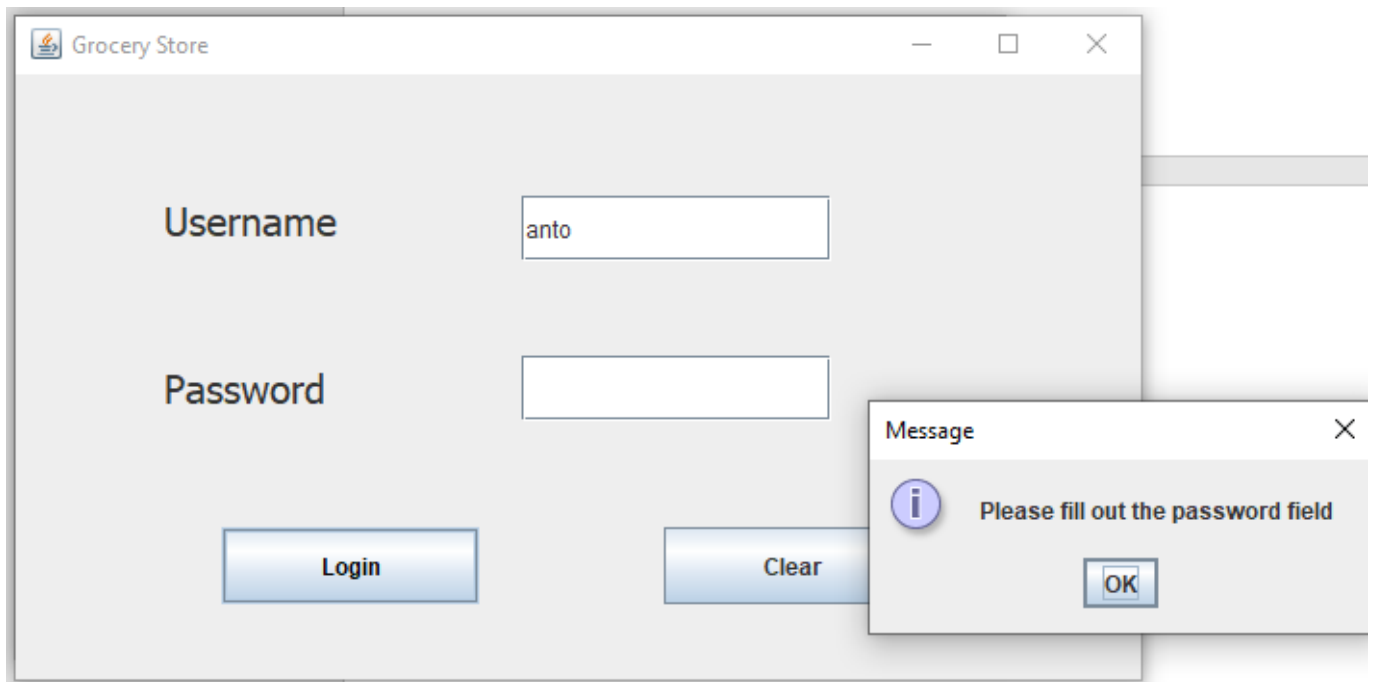 Grocery Store
Username
anto
Password
Message
Please fill out the password field
Login
Clear
OK